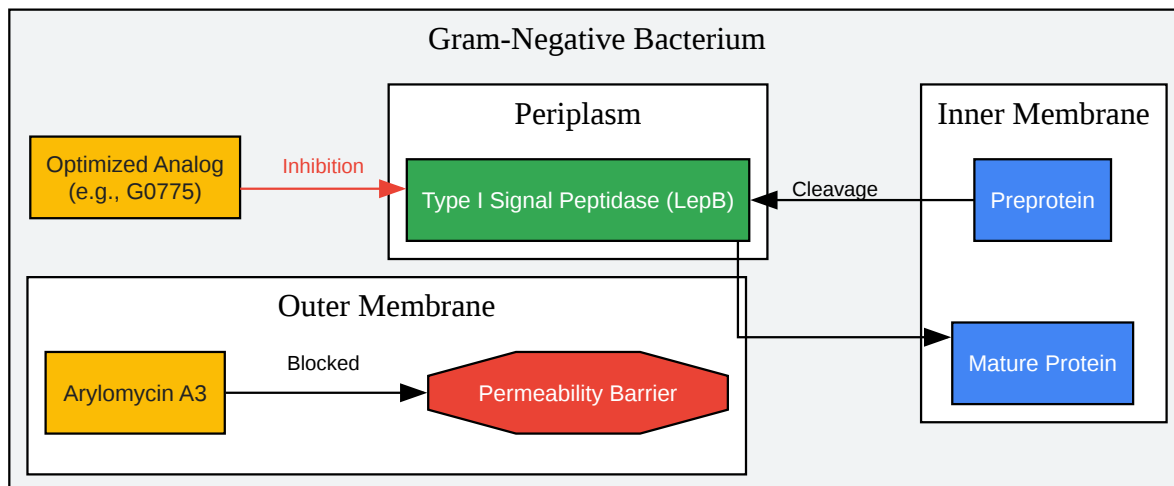 Gram-Negative Bacterium
Periplasm
Inner Membrane
Optimized Analog
(e.g., G0775)
Inhibition
Type I Signal Peptidase (LepB)
Cleavage
Preprotein
Outer Membrane
Arylomycin A3
Blocked
Permeability Barrier
Mature Protein